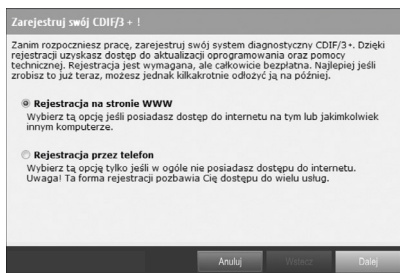 Zarejestruj swój CDIF/3 + !
Zanim rozpoczniesz pracę, zarejestruj swój system diagnostyczny CDIF/3+. Dzięki
rejestracji uzyskasz dostęp do aktualizacji oprogramowania oraz pomocy
technicznej. Rejestracja jest wymagana, ale całkowicie bezpłatna. Najlepiej jeśli
zrobisz to już teraz, możesz jednak kilkakrotnie odłożyć ją na później.
Rejestracja na stronie WWW
Wybierz tą opcję jeśli posiadasz dostęp do internetu na tym lub jakimkolwiek
innym komputerze.
Rejestracja przez telefon
Wybierz tą opcję tylko jeśli w ogóle nie posiadasz dostępu do internetu.
Uwaga! Ta forma rejestracji pozbawia Cię dostępu do wielu usług.
Anuluj Wstecz Dalej